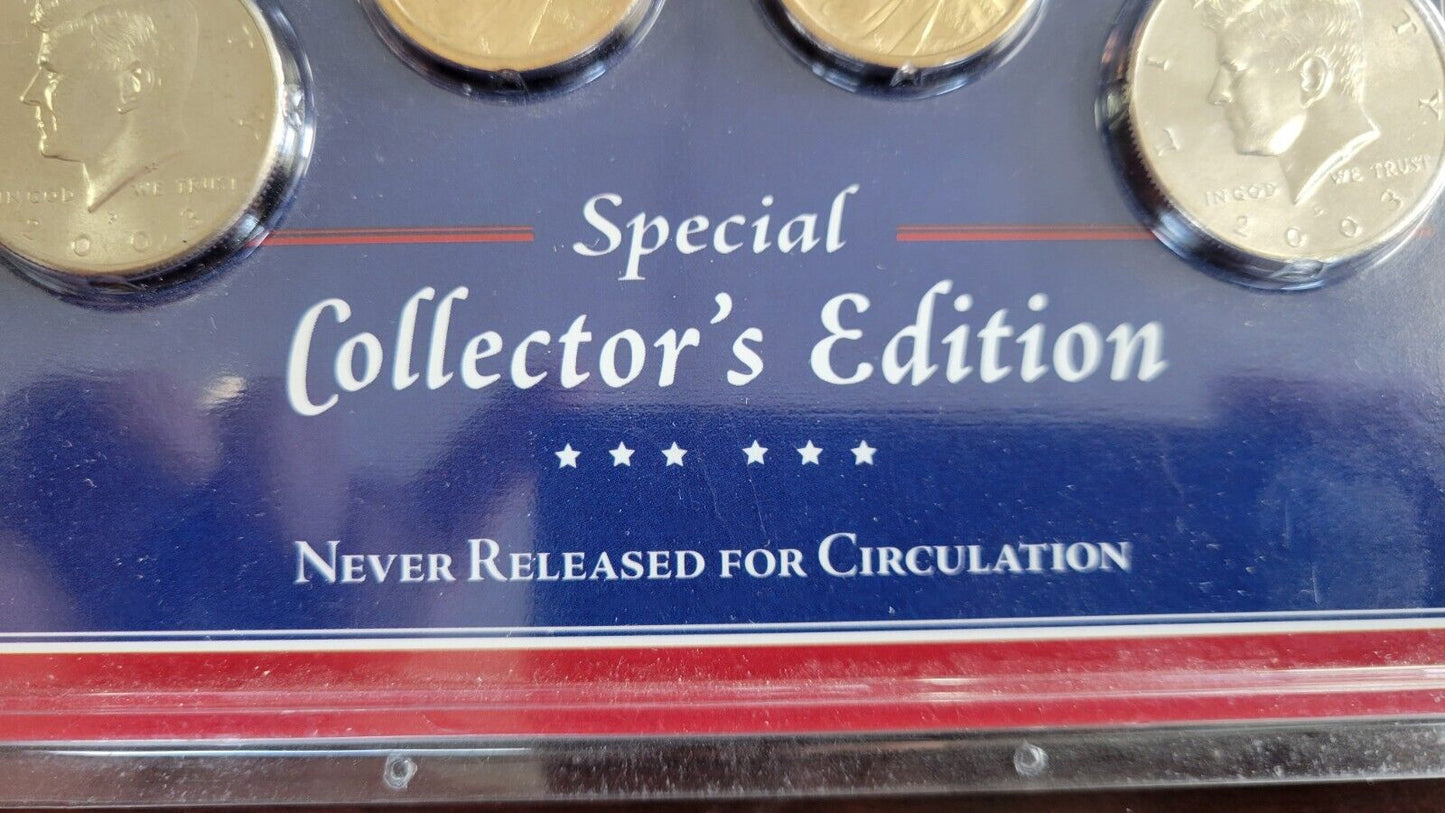 IN GOD WE TRUST
2003
L I T Y
IN GOD WE TRUST
2003
Special
Collector's Edition
NEVER RELEASED FOR CIRCULATION